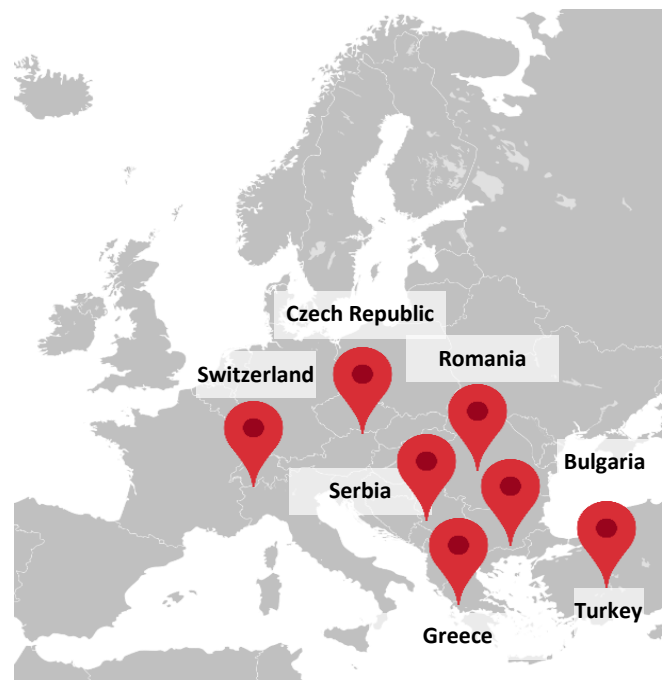 Czech Republic
Romania
Switzerland
Bulgaria
Serbia
Turkey
Greece